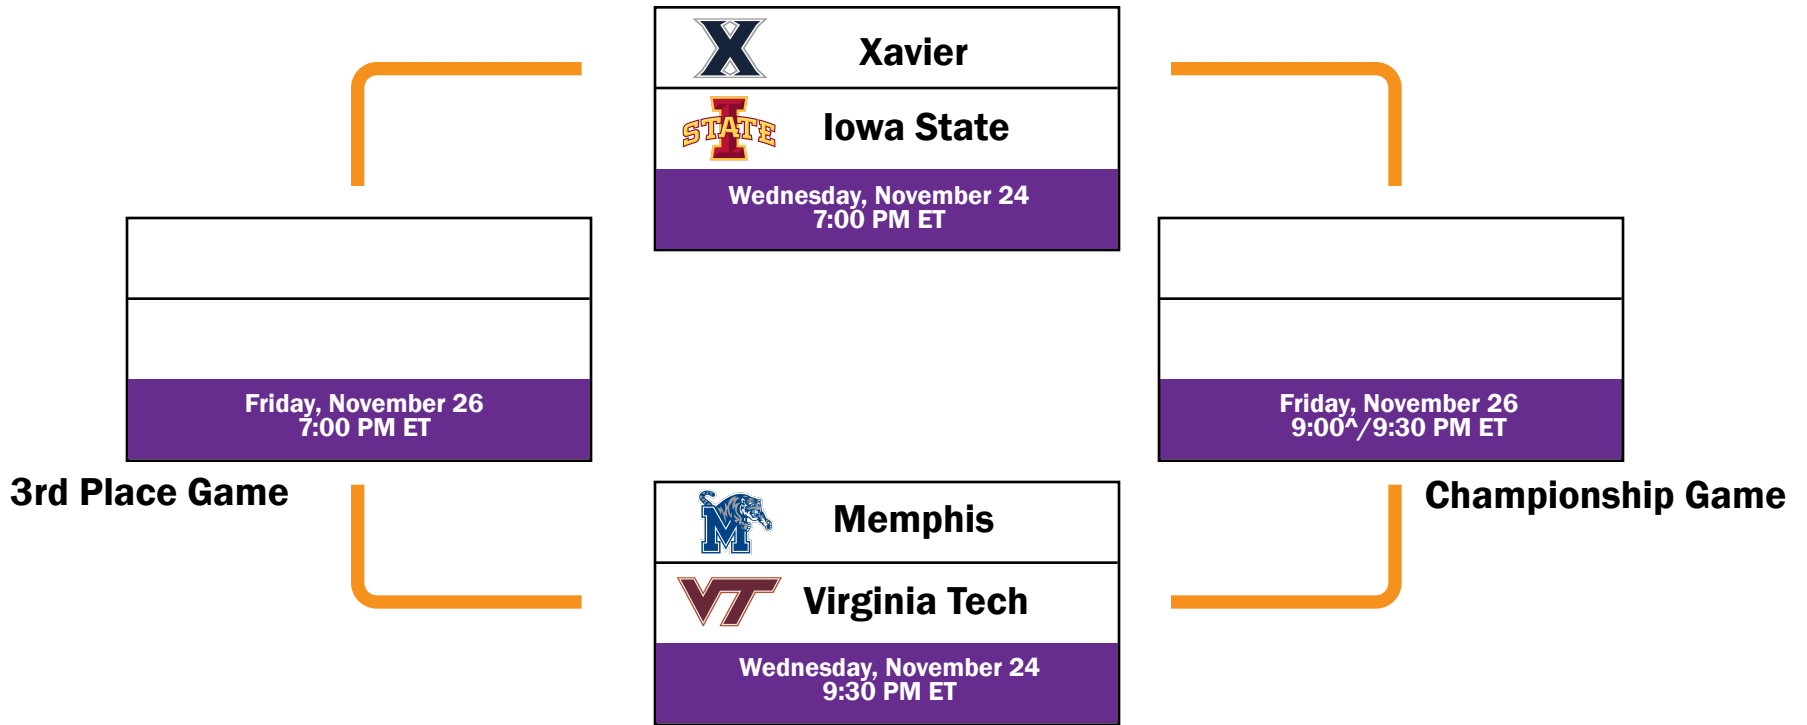 X
Xavier
STATE
I
Iowa State
Wednesday, November 24
7:00 PM ET
Friday, November 26
7:00 PM ET
3rd Place Game
Friday, November 26
9:00^/9:30 PM ET
Championship Game
M
Memphis
VT
Virginia Tech
Wednesday, November 24
9:30 PM ET